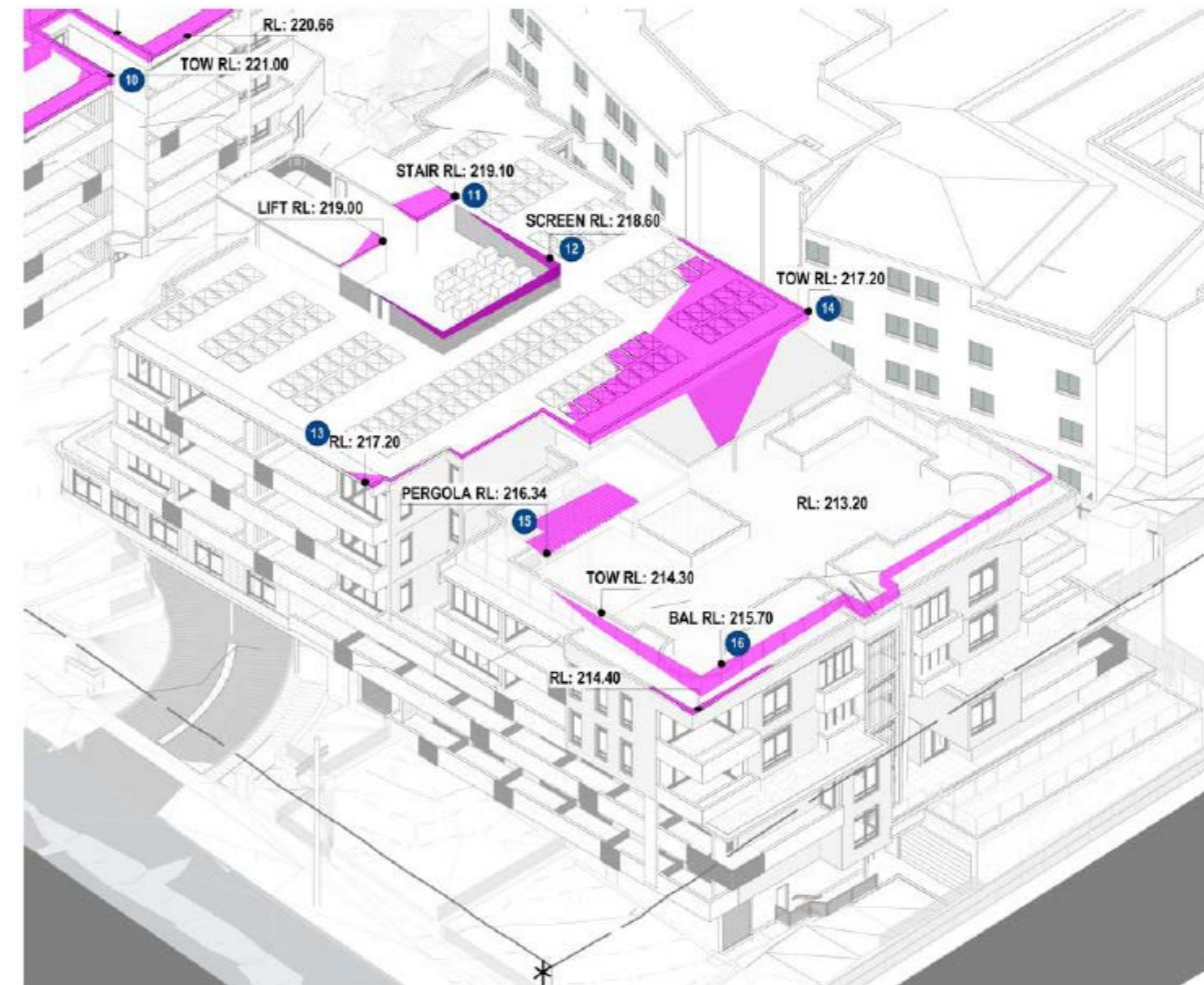 RL: 220.66
TOW RL: 221.00
10
STAIR RL: 219.10
11
LIFT RL: 219.00
SCREEN RL: 218.60
12
TOW RL: 217.20
14
13
RL: 217.20
PERGOLA RL: 216.34
15
RL: 213.20
TOW RL: 214.30
BAL RL: 215.70
16
RL: 214.40